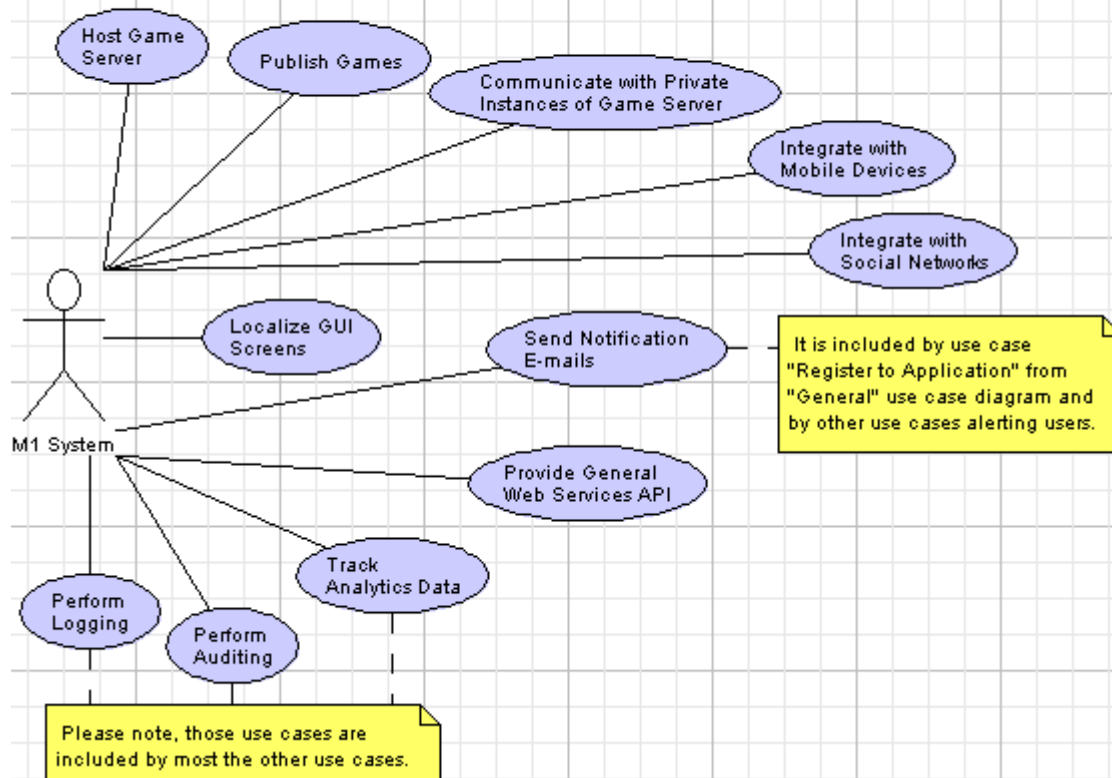 Host Game
Server
Publish Games
Communicate with Private
Instances of Game Server
Integrate with
Mobile Devices
Integrate with
Social Networks
Localize GUI
Screens
Send Notification
E-mails
It is included by use case
"Register to Application" from
"General" use case diagram and
by other use cases alerting users.
M1 System
Provide General
Web Services API
Track
Analytics Data
Perform
Logging
Perform
Auditing
Please note, those use cases are
included by most the other use cases.